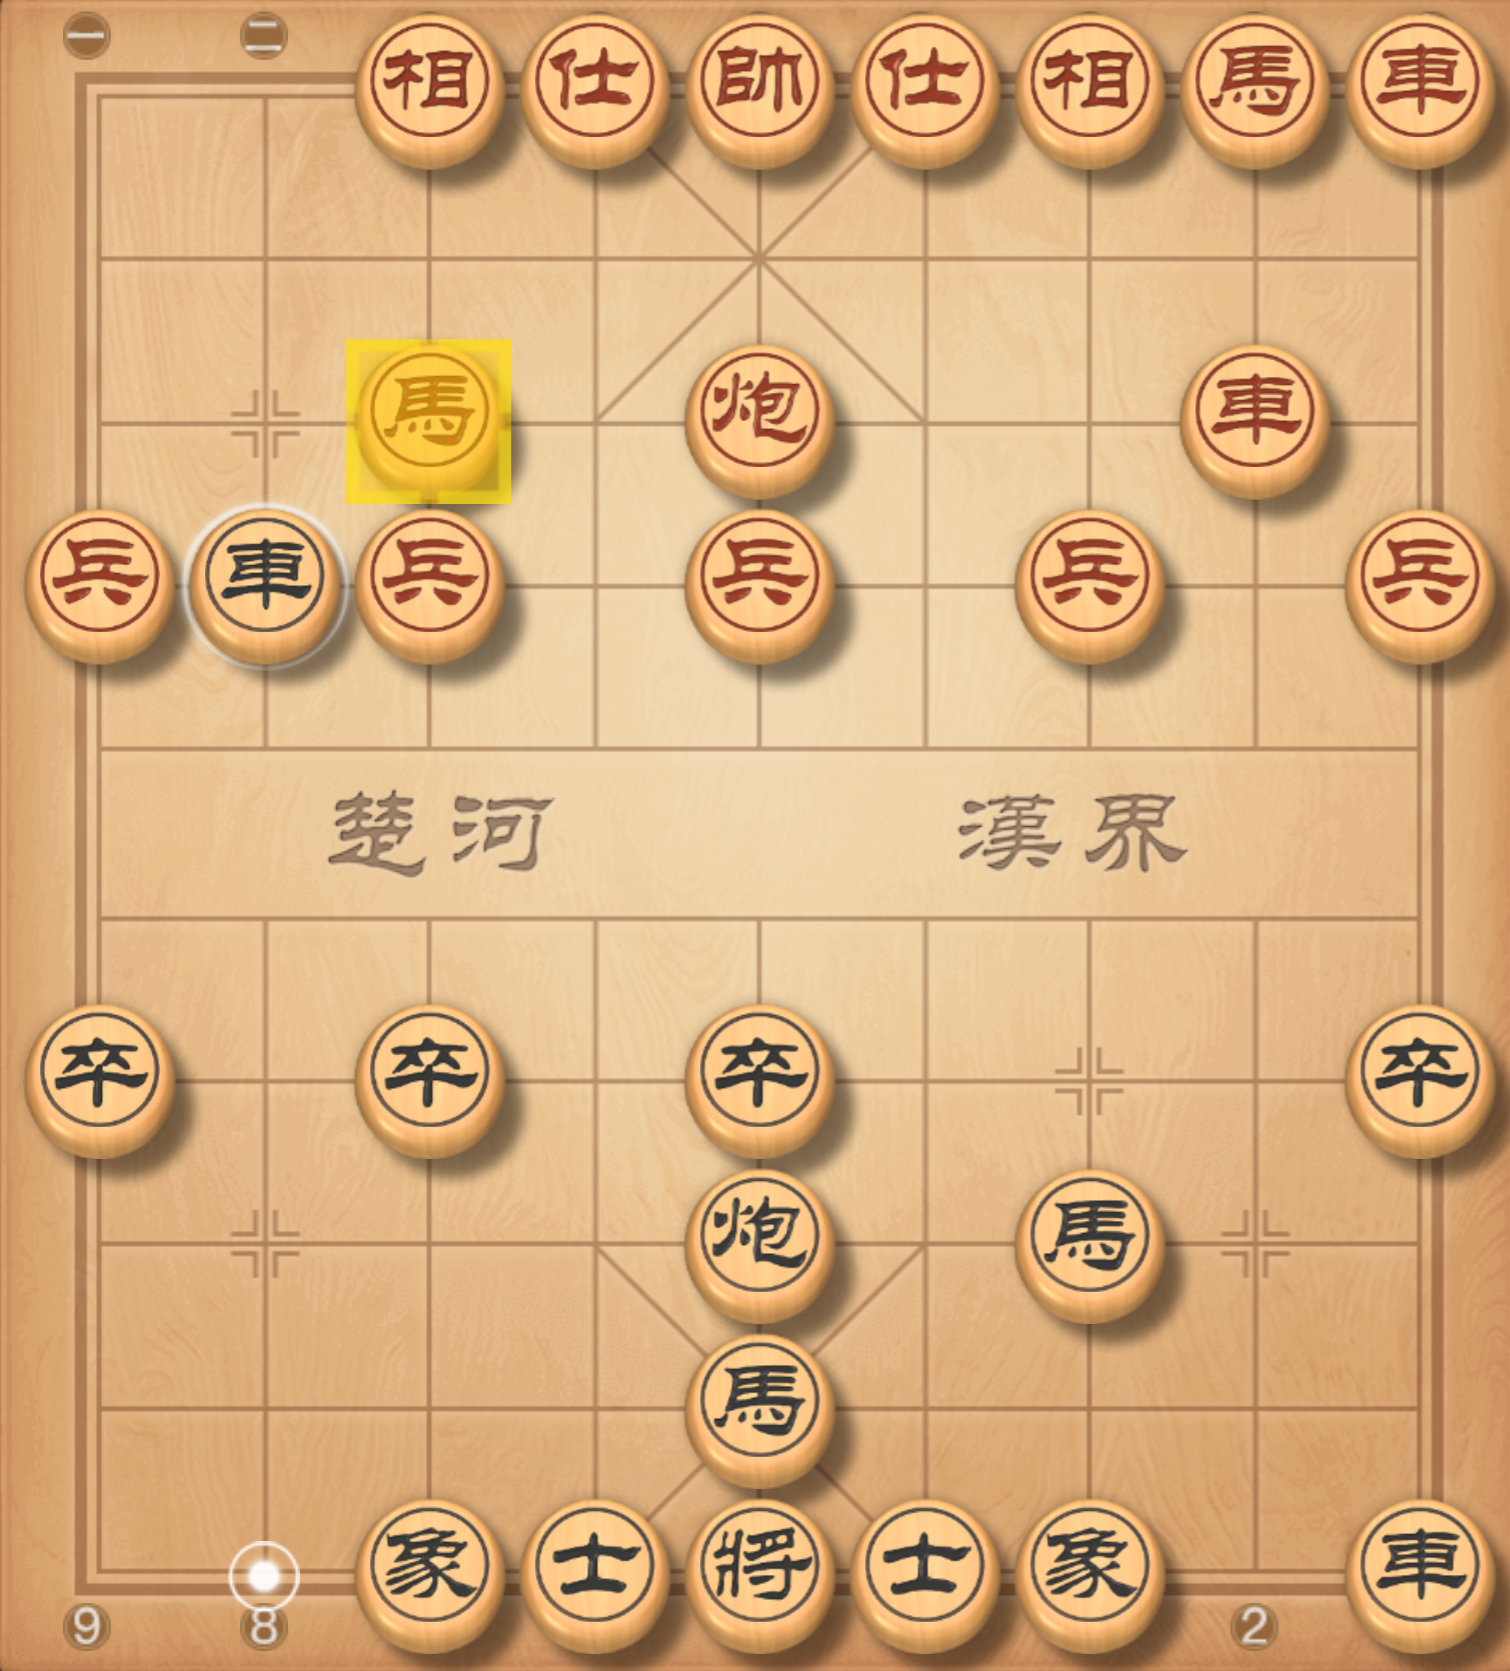 一 二
相 仕 帥 仕 相 馬 車
馬 炮 車
兵 車 兵 兵 兵 兵
楚河 漢界
卒 卒 卒 卒
炮 馬
馬
象 士 將 士 象 車
9 8 2